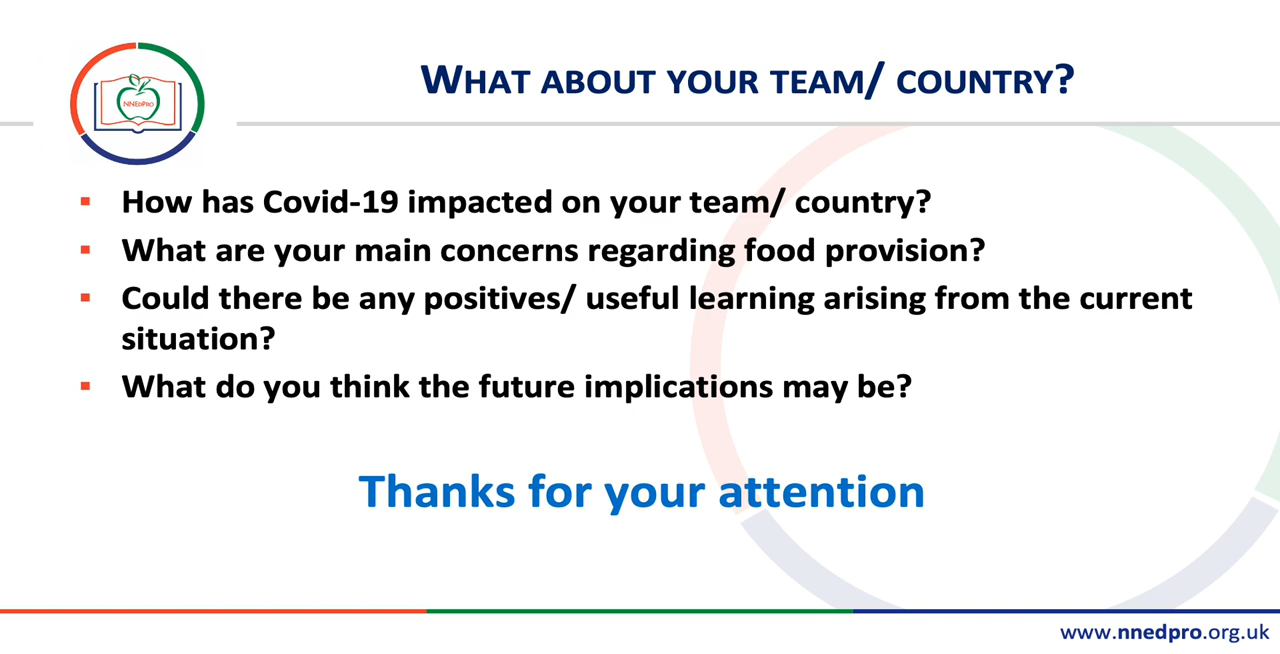 NNEdPro
What about your team/ country?
▪ How has Covid-19 impacted on your team/ country?
▪ What are your main concerns regarding food provision?
▪ Could there be any positives/ useful learning arising from the current
situation?
▪ What do you think the future implications may be?
Thanks for your attention
www.nnedpro.org.uk